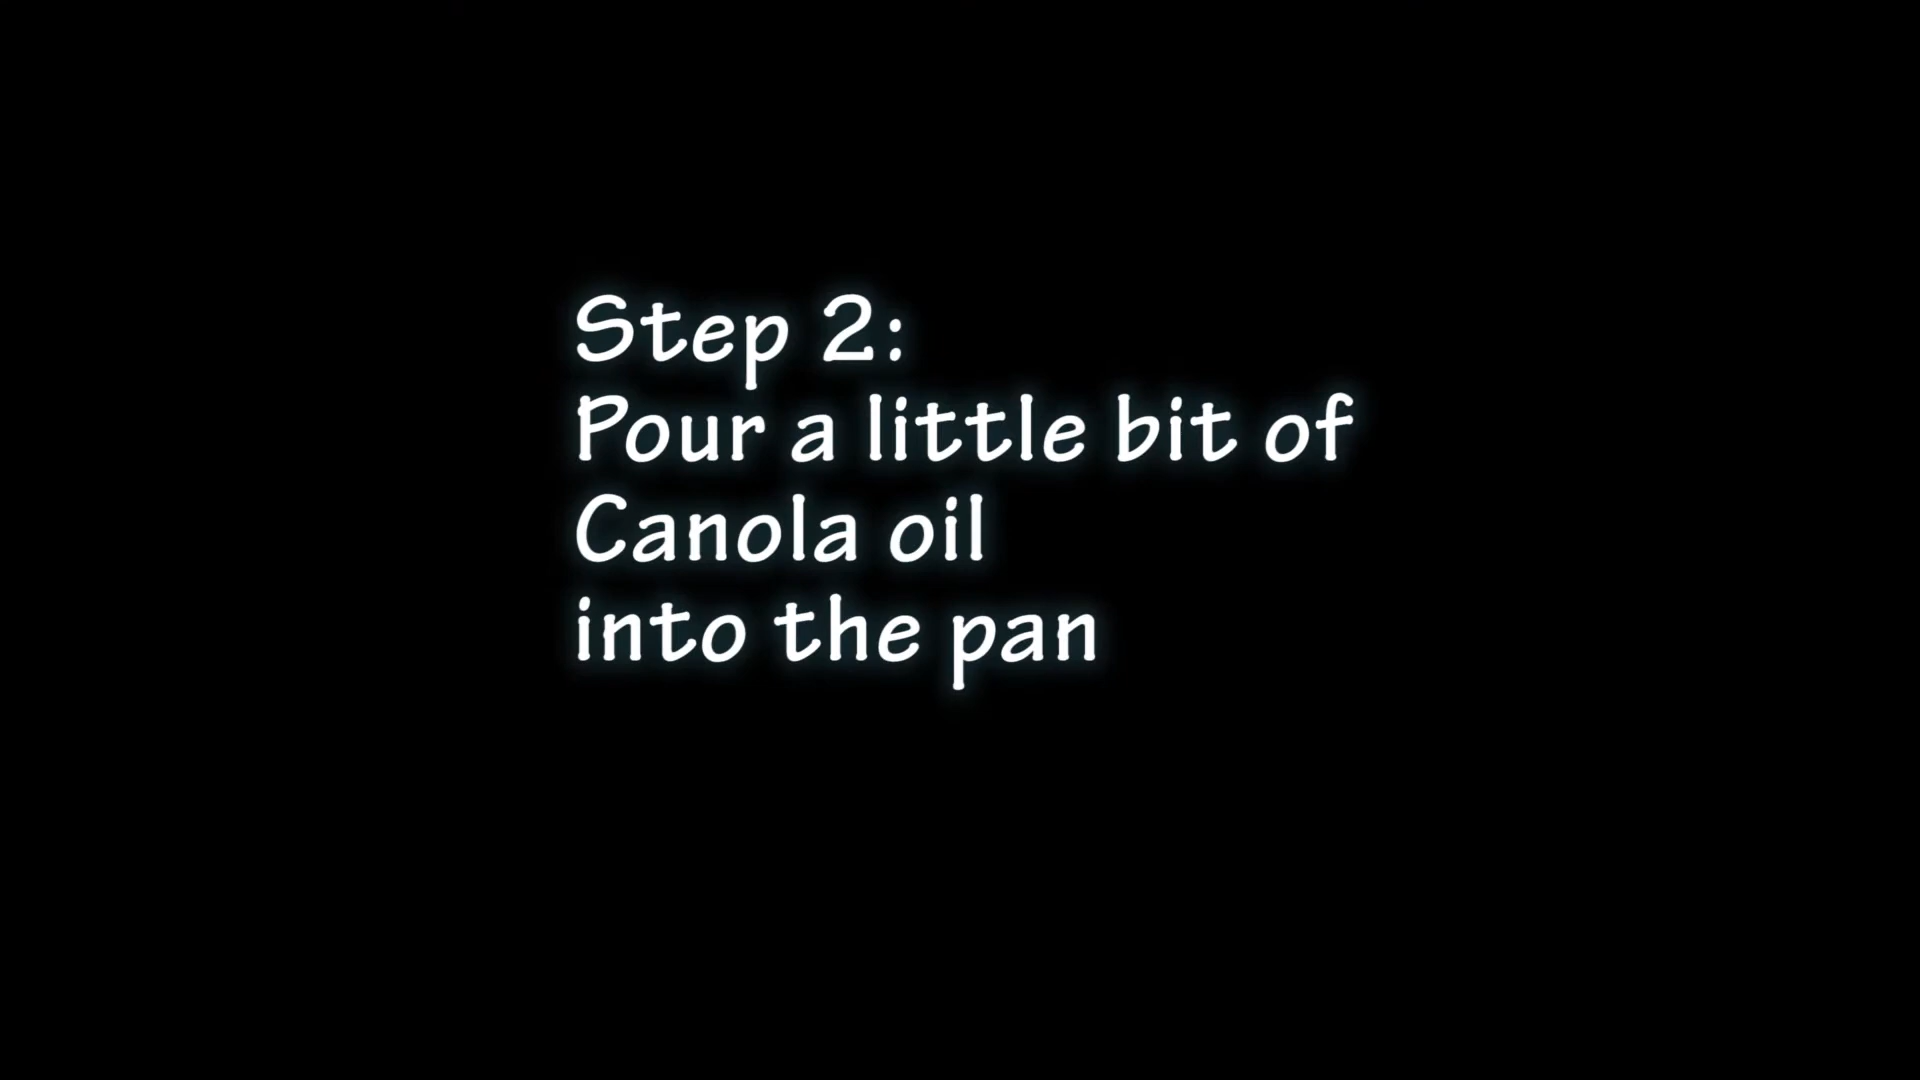 Step 2:
Pour a little bit of
Canola oil
into the pan